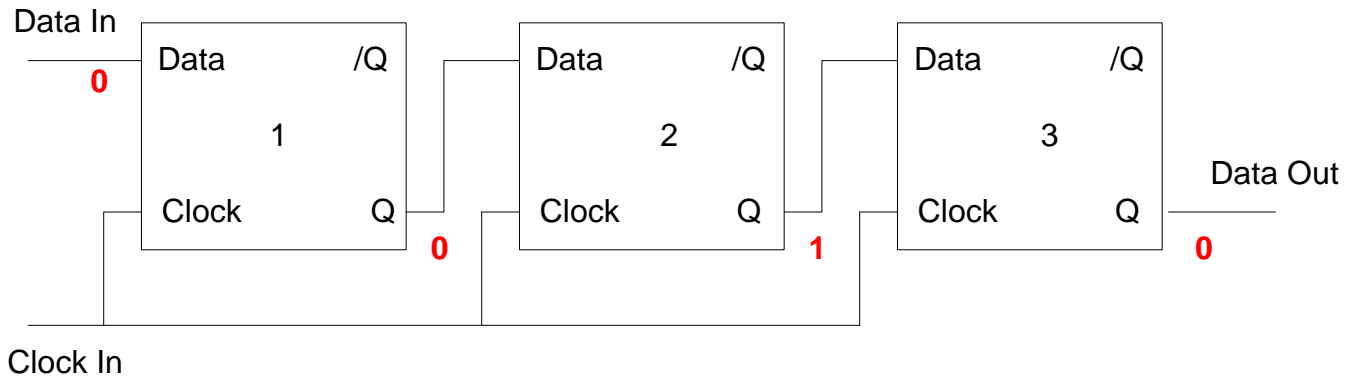 Data In
Data /Q Data /Q Data /Q
0
1 2 3
Data Out
Clock Q Clock Q Clock Q
0 1 0
Clock In